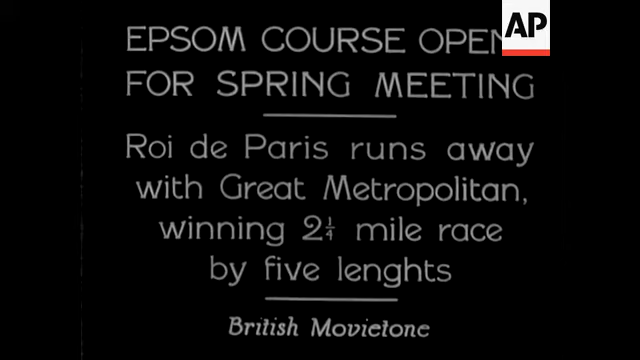 AP
EPSOM COURSE OPEN
FOR SPRING MEETING
Roi de Paris runs away
with Great Metropolitan,
winning 2¼ mile race
by five lenghts
British Movietone